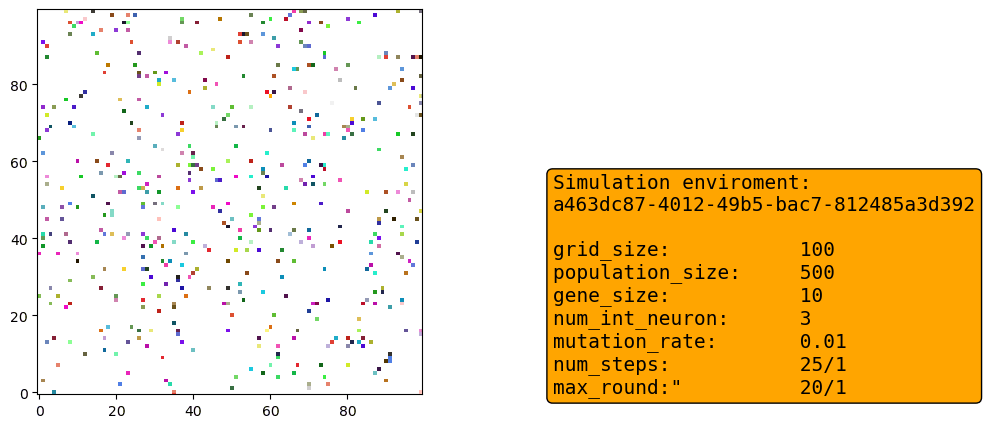 80
60
40
20
0
0 20 40 60 80
Simulation enviroment:
a463dc87-4012-49b5-bac7-812485a3d392
grid_size: 100
population_size: 500
gene_size: 10
num_int_neuron: 3
mutation_rate: 0.01
num_steps: 25/1
max_round:" 20/1